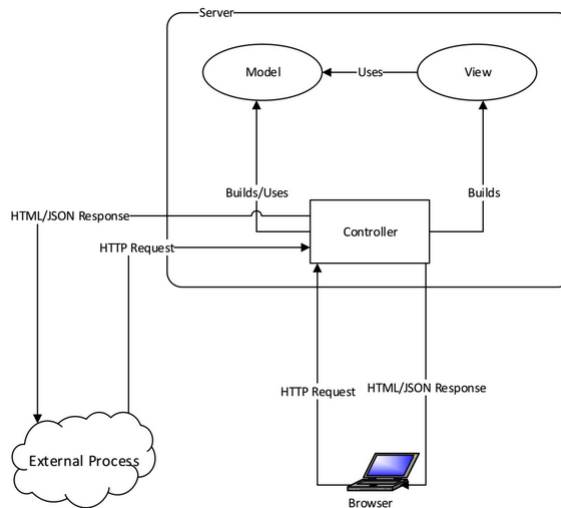 Server
Model
Uses
View
Builds/Uses
Builds
HTML/JSON Response
Controller
HTTP Request
HTTP Request
HTML/JSON Response
External Process
Browser